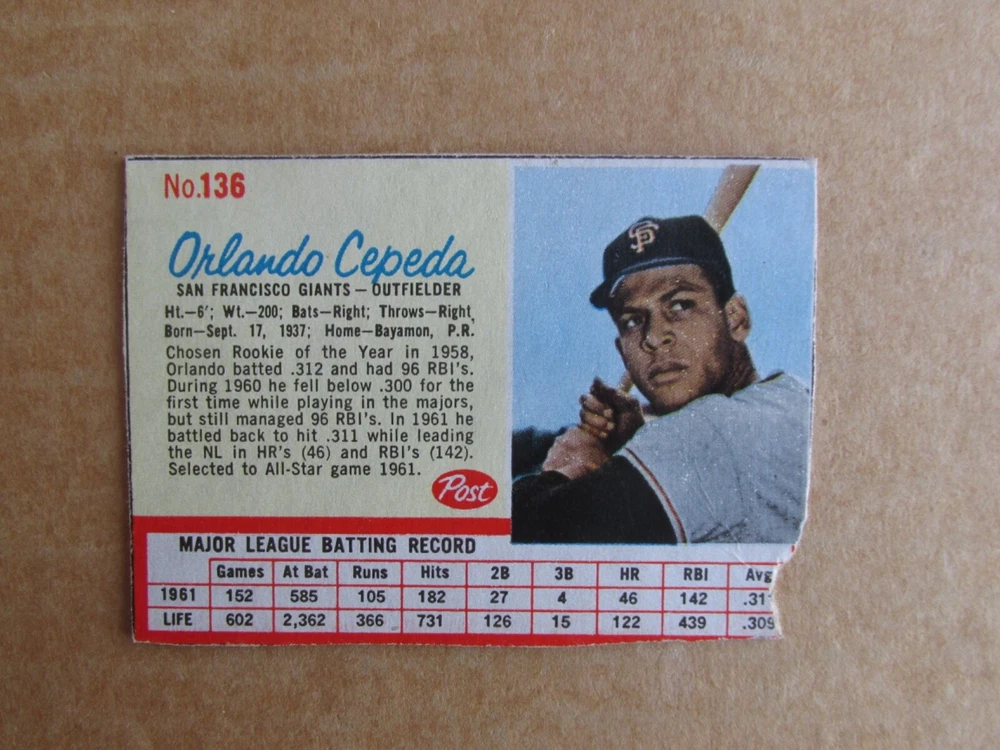 No.136
Orlando Cepeda
SAN FRANCISCO GIANTS — OUTFIELDER
Ht.—6'; Wt.—200; Bats—Right; Throws—Right,
Born—Sept. 17, 1937; Home—Bayamon, P.R.
Chosen Rookie of the Year in 1958,
Orlando batted .312 and had 96 RBI's.
During 1960 he fell below .300 for the
first time while playing in the majors,
but still managed 96 RBI's. In 1961 he
battled back to hit .311 while leading
the NL in HR's (46) and RBI's (142).
Selected to All-Star game 1961.
Post
SF
MAJOR LEAGUE BATTING RECORD
Games At Bat Runs Hits 2B 3B HR RBI Avg
1961 152 585 105 182 27 4 46 142 .31
LIFE 602 2,362 366 731 126 15 122 439 .309